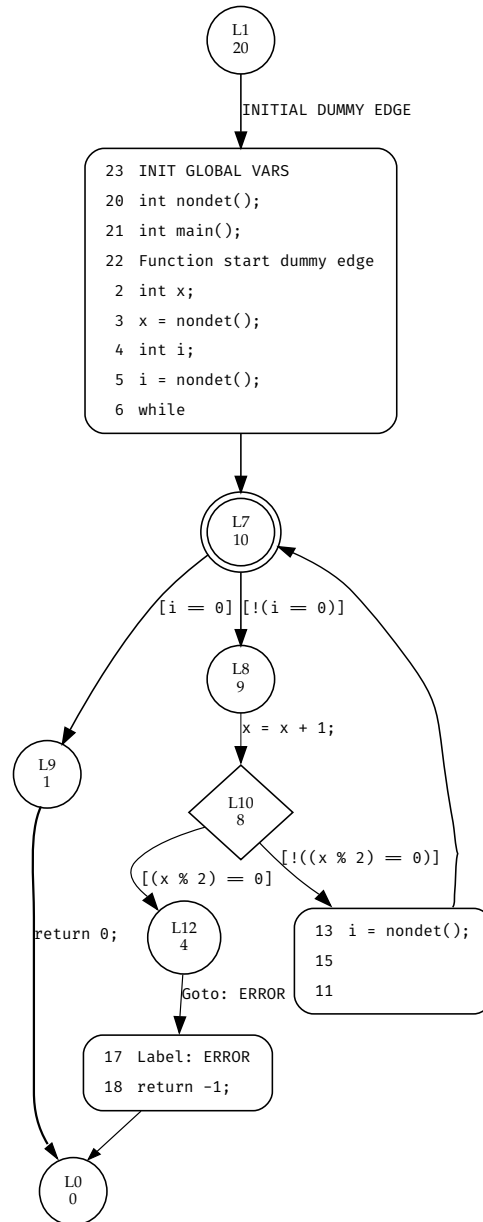 L1
20
INITIAL DUMMY EDGE
23 INIT GLOBAL VARS
20 int nondet();
21 int main();
22 Function start dummy edge
2 int x;
3 x = nondet();
4 int i;
5 i = nondet();
6 while
L7
10
[i == 0] [!(i == 0)]
L8
9
x = x + 1;
L9
1
L10
8
[!((x % 2) == 0)]
[(x % 2) == 0]
L12
4
return 0;
13 i = nondet();
15
11
Goto: ERROR
17 Label: ERROR
18 return -1;
L0
0